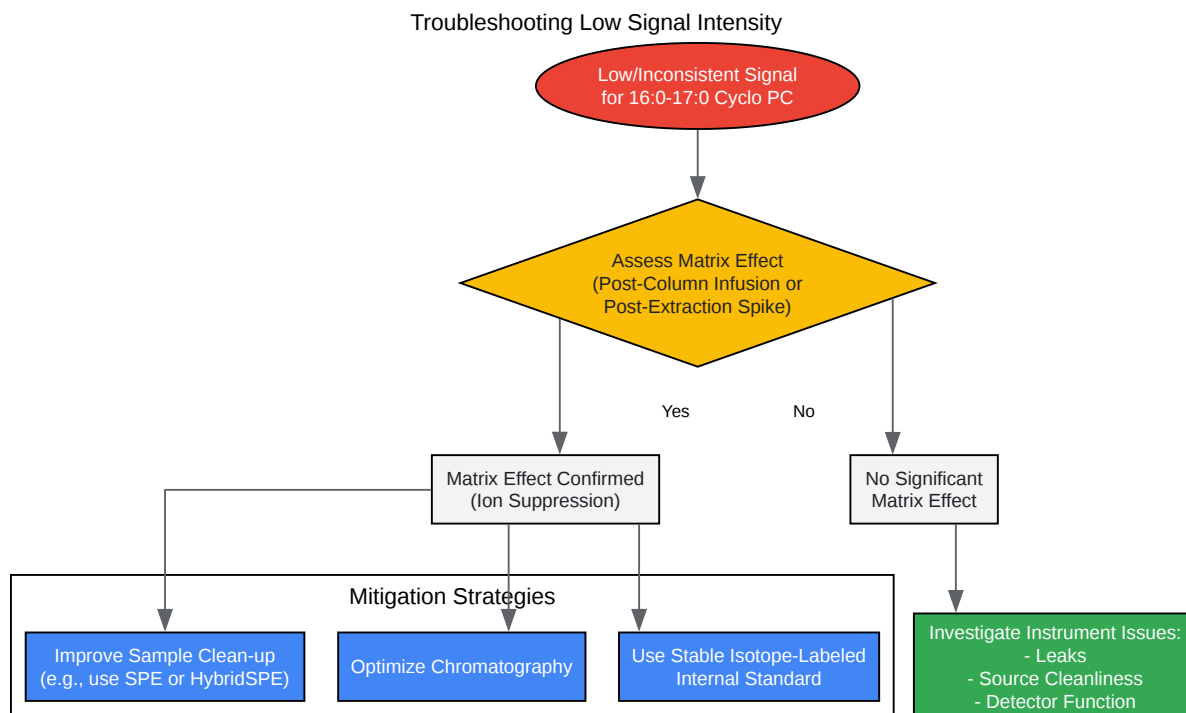 Troubleshooting Low Signal Intensity
Low/Inconsistent Signal
for 16:0-17:0 Cyclo PC
Assess Matrix Effect
(Post-Column Infusion or
Post-Extraction Spike)
Yes
No
Matrix Effect Confirmed
(Ion Suppression)
No Significant
Matrix Effect
Mitigation Strategies
Improve Sample Clean-up
(e.g., use SPE or HybridSPE)
Optimize Chromatography
Use Stable Isotope-Labeled
Internal Standard
Investigate Instrument Issues:
- Leaks
- Source Cleanliness
- Detector Function